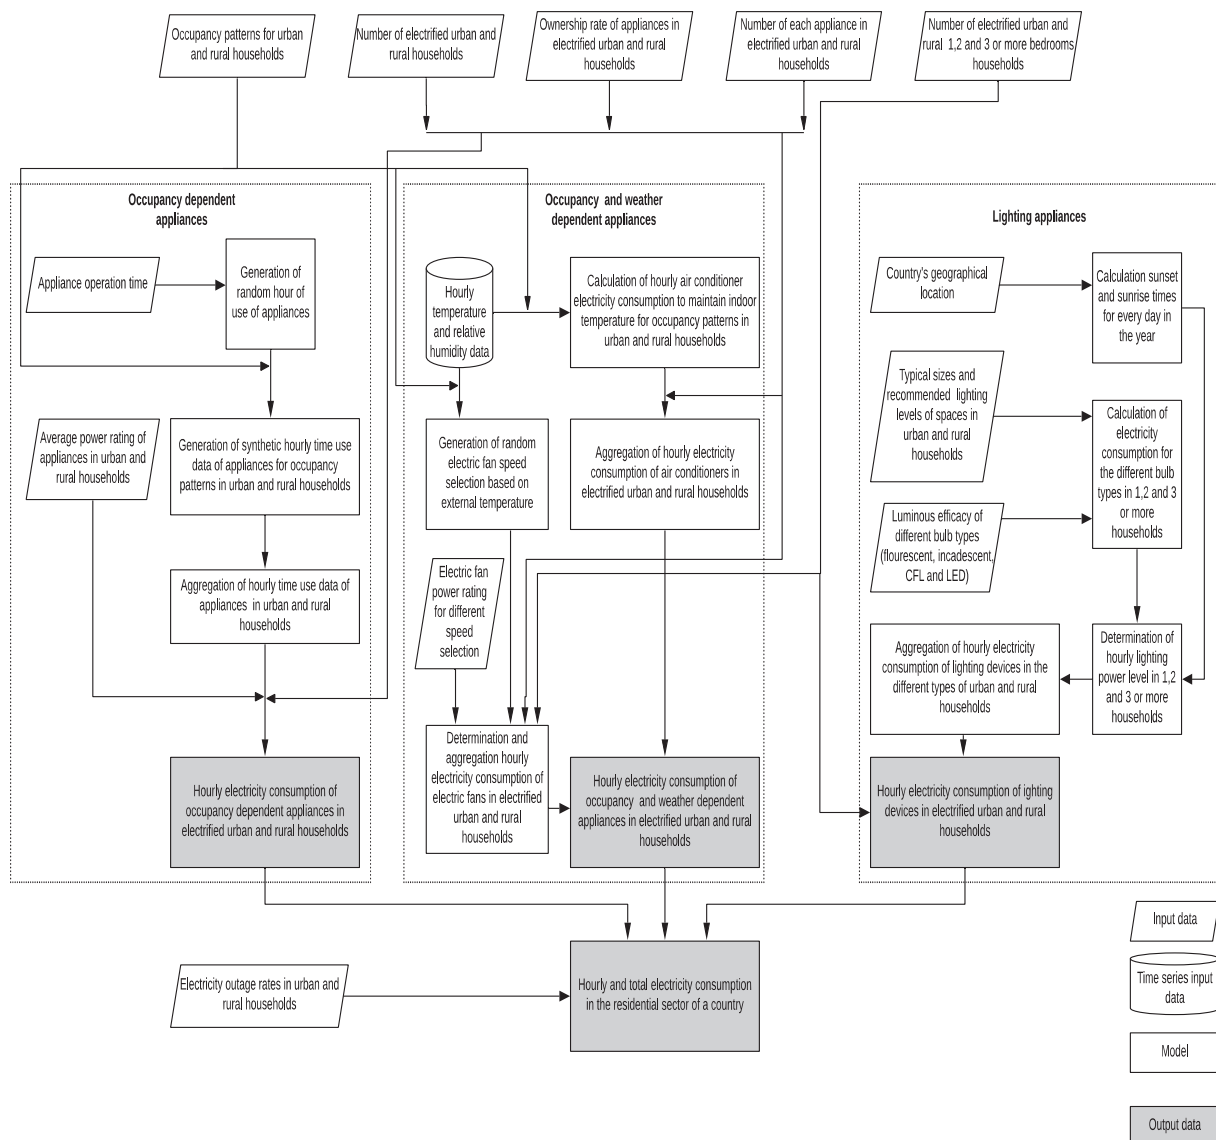 Occupancy patterns for urban
and rural households
Number of electrified urban and
rural households
Ownership rate of appliances in
electrified urban and rural
households
Number of each appliance in
electrified urban and rural
households
Number of electrified urban and
rural 1,2 and 3 or more bedrooms
households
Occupancy dependent
appliances
Appliance operation time
Generation of
random hour of
use of appliances
Average power rating of
appliances in urban and
rural households
Generation of synthetic hourly time use
data of appliances for occupancy
patterns in urban and rural households
Aggregation of hourly time use data of
appliances in urban and rural
households
Hourly electricity consumption of
occupancy dependent appliances in
electrified urban and rural households
Occupancy and weather
dependent appliances
Hourly
temperature
and relative
humidity data
Calculation of hourly air conditioner
electricity consumption to maintain indoor
temperature for occupancy patterns in
urban and rural households
Generation of random
electric fan speed
selection based on
external temperature
Aggregation of hourly electricity
consumption of air conditioners in
electrified urban and rural households
Electric fan
power rating
for different
speed
selection
Determination and
aggregation hourly
electricity consumption of
electric fans in electrified
urban and rural
households
Hourly electricity consumption of
occupancy and weather dependent
appliances in electrified urban and rural
households
Lighting appliances
Country's geographical
location
Calculation sunset
and sunrise times
for every day in
the year
Typical sizes and
recommended lighting
levels of spaces in
urban and rural
households
Calculation of
electricity
consumption for
the different bulb
types in 1,2 and 3
or more
households
Luminous efficacy of
different bulb types
(flourescent, incadescent,
CFL and LED)
Aggregation of hourly electricity
consumption of lighting devices in the
different types of urban and rural
households
Determination of
hourly lighting
power level in 1,2
and 3 or more
households
Hourly electricity consumption of ighting
devices in electrified urban and rural
households
Electricity outage rates in urban and
rural households
Hourly and total electricity consumption
in the residential sector of a country
Input data
Time series input
data
Model
Output data